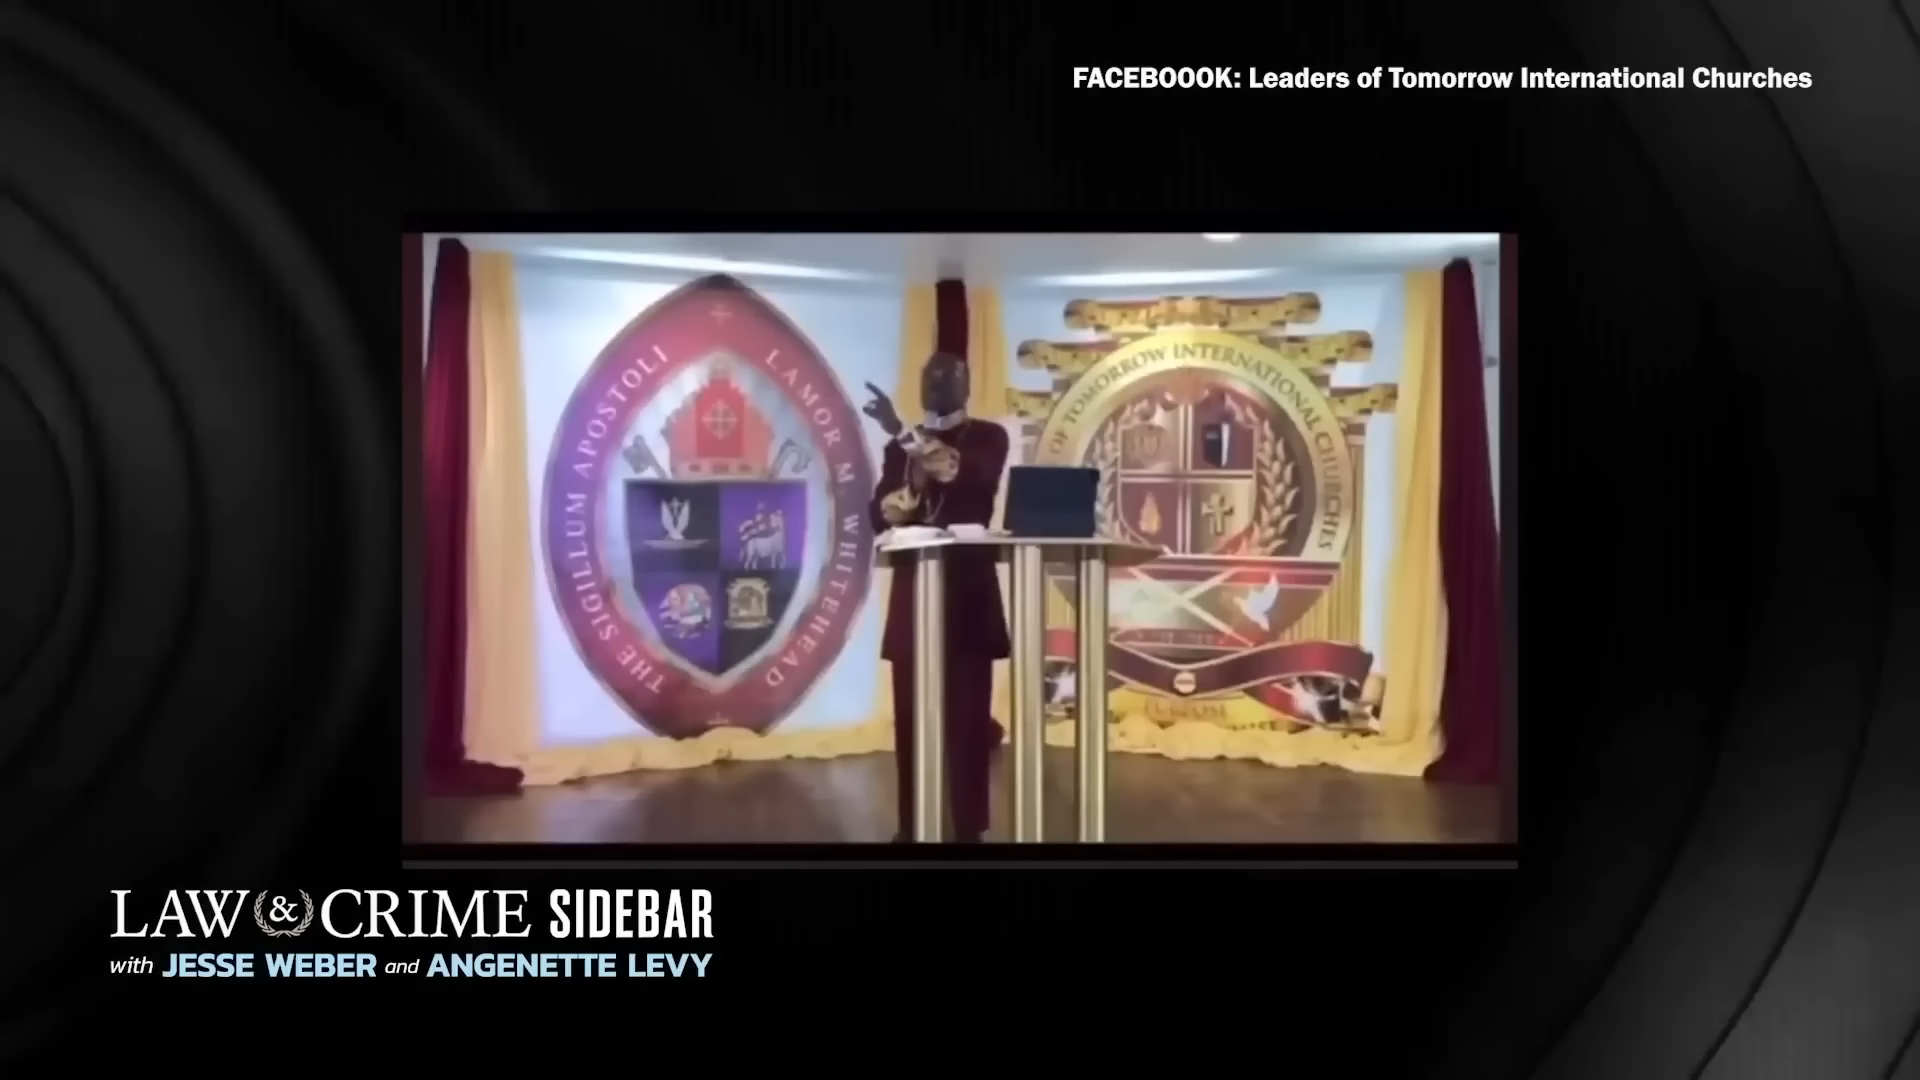 FACEBOOOK: Leaders of Tomorrow International Churches
THE SIGILLUM APOSTOLI
LAMOR M. WHITEHEAD
OF TOMORROW INTERNATIONAL CHURCHES
PURPOSE
LAW & CRIME SIDEBAR
with JESSE WEBER and ANGENETTE LEVY